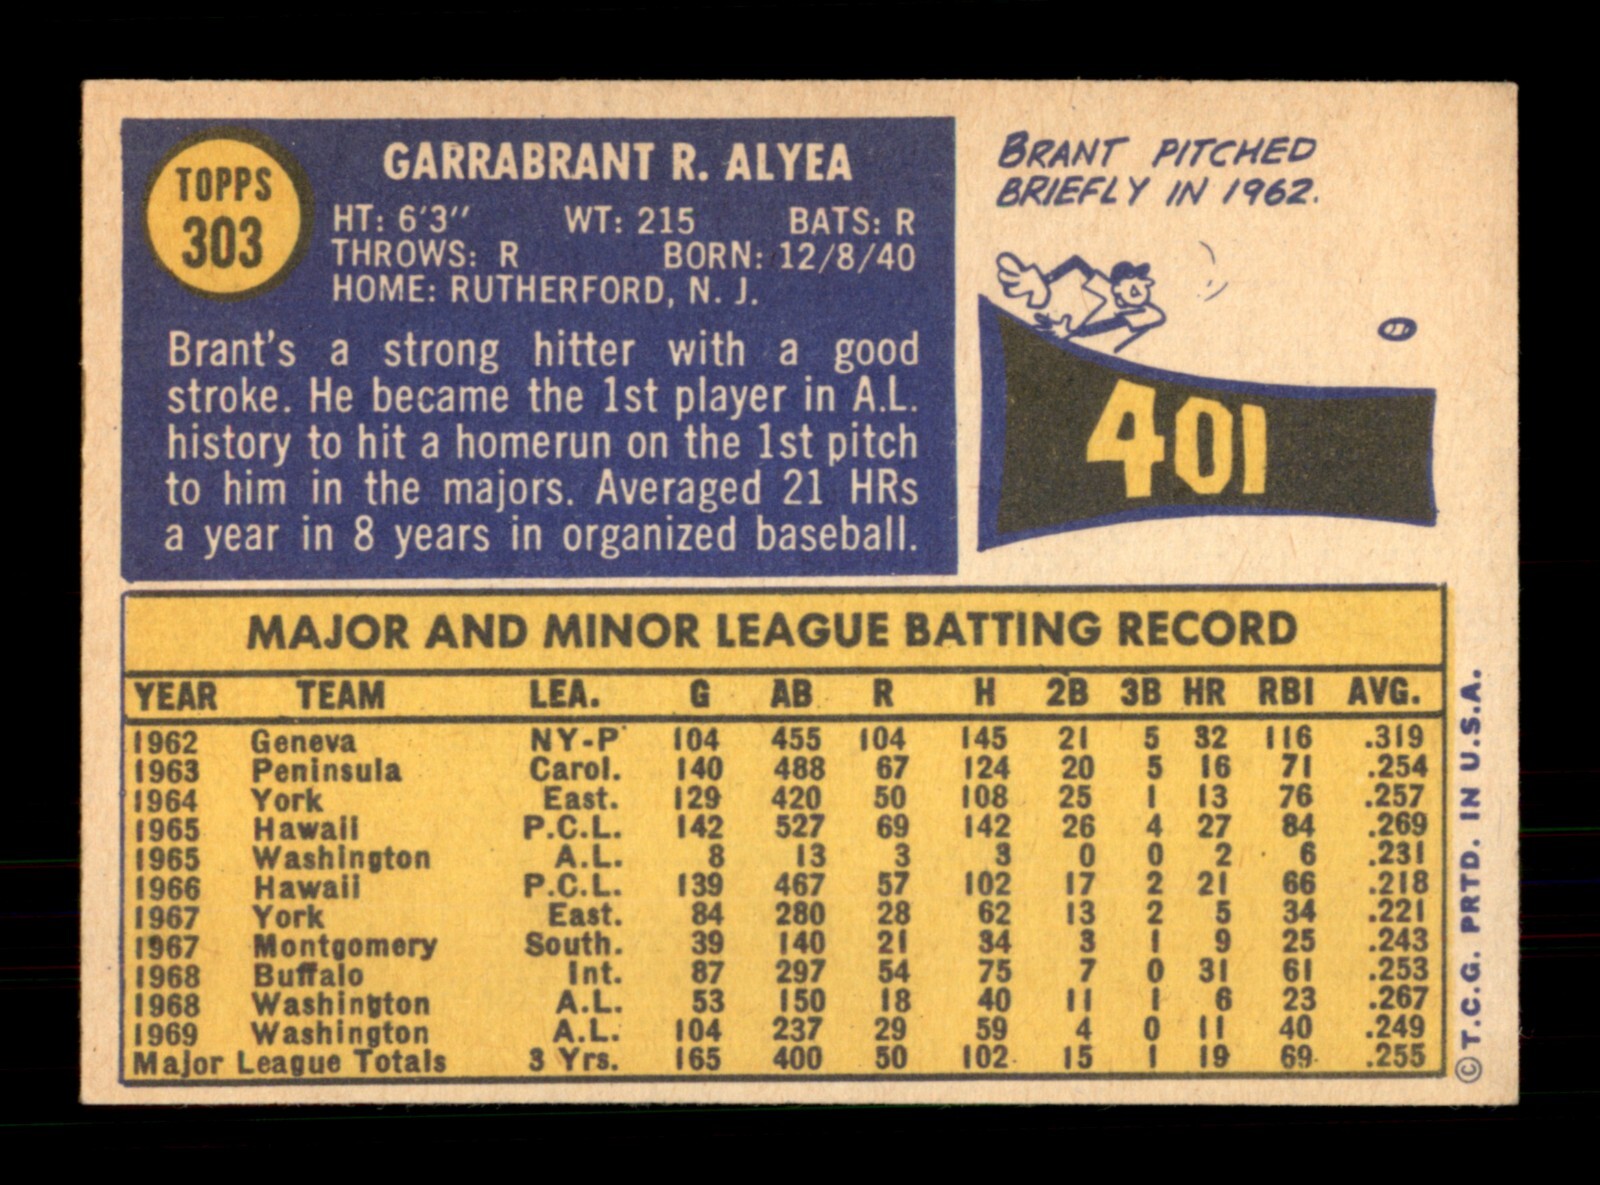 TOPPS
303
GARRABRANT R. ALYEA
HT: 6'3" WT: 215 BATS: R
THROWS: R BORN: 12/8/40
HOME: RUTHERFORD, N. J.
Brant's a strong hitter with a good
stroke. He became the 1st player in A.L.
history to hit a homerun on the 1st pitch
to him in the majors. Averaged 21 HRs
a year in 8 years in organized baseball.
BRANT PITCHED
BRIEFLY IN 1962.
401
MAJOR AND MINOR LEAGUE BATTING RECORD
YEAR TEAM LEA. G AB R H 2B 3B HR RBI AVG.
1962 Geneva NY-P 104 455 104 145 21 5 32 116 .319
1963 Peninsula Carol. 140 488 67 124 20 5 16 71 .254
1964 York East. 129 420 50 108 25 1 13 76 .257
1965 Hawaii P.C.L. 142 527 69 142 26 4 27 84 .269
1965 Washington A.L. 8 13 3 3 0 0 2 6 .231
1966 Hawaii P.C.L. 139 467 57 102 17 2 21 66 .218
1967 York East. 84 280 28 62 13 2 5 34 .221
1967 Montgomery South. 39 140 21 34 3 1 9 25 .243
1968 Buffalo Int. 87 297 54 75 7 0 31 61 .253
1968 Washington A.L. 53 150 18 40 11 1 6 23 .267
1969 Washington A.L. 104 237 29 59 4 0 11 40 .249
Major League Totals 3 Yrs. 165 400 50 102 15 1 19 69 .255
© T.C.G. PRTD. IN U.S.A.